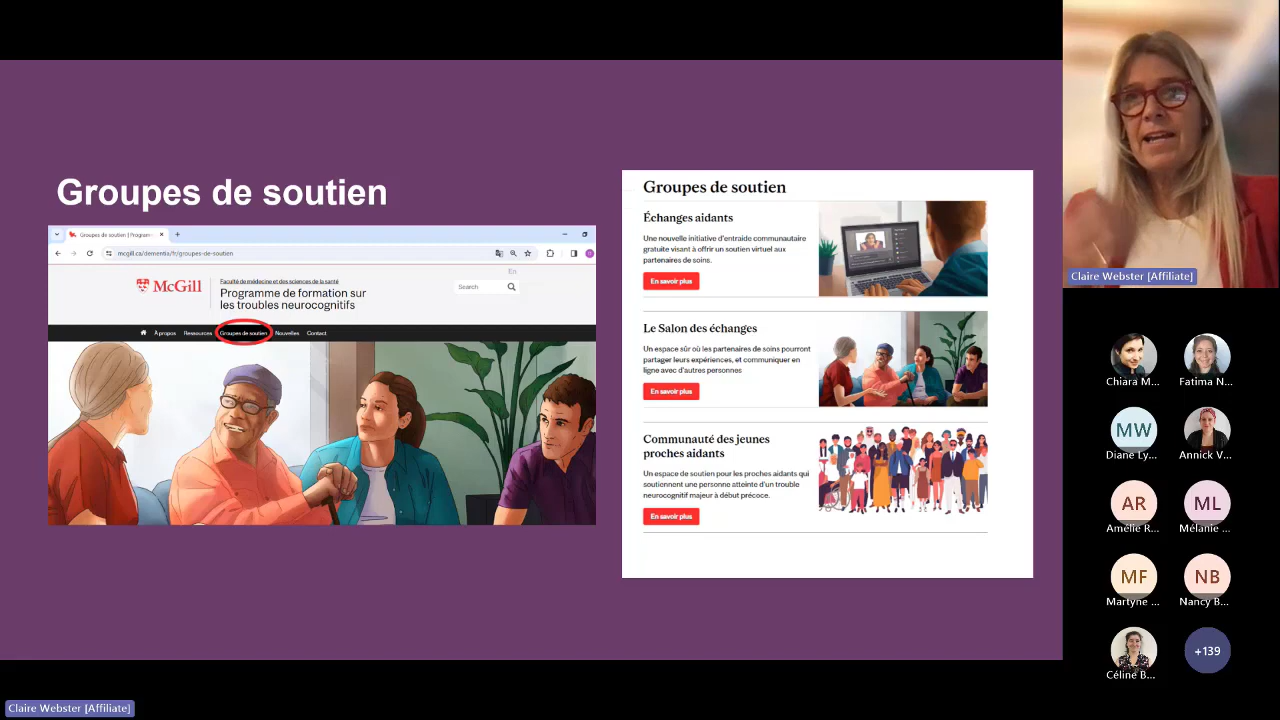 Groupes de soutien
Groupes de soutien | Program
mcgill.ca/dementia/fr/groupes-de-soutien
En
McGill
Faculté de médecine et des sciences de la santé
Programme de formation sur
les troubles neurocognitifs
Search
À propos
Ressources
Groupes de soutien
Nouvelles
Contact
Groupes de soutien
Échanges aidants
Une nouvelle initiative d'entraide communautaire
gratuite visant à offrir un soutien virtuel aux
partenaires de soins.
En savoir plus
Le Salon des échanges
Un espace sûr où les partenaires de soins pourront
partager leurs expériences, et communiquer en
ligne avec d'autres personnes
En savoir plus
Communauté des jeunes
proches aidants
Un espace de soutien pour les proches aidants qui
soutiennent une personne atteinte d'un trouble
neurocognitif majeur à début précoce.
En savoir plus
Claire Webster [Affiliate]
Chiara M...
Fatima N...
MW
Diane Ly...
Annick V...
AR
Amélie R...
ML
Mélanie ...
MF
Martyne ...
NB
Nancy B...
Céline B...
+139
Claire Webster [Affiliate]